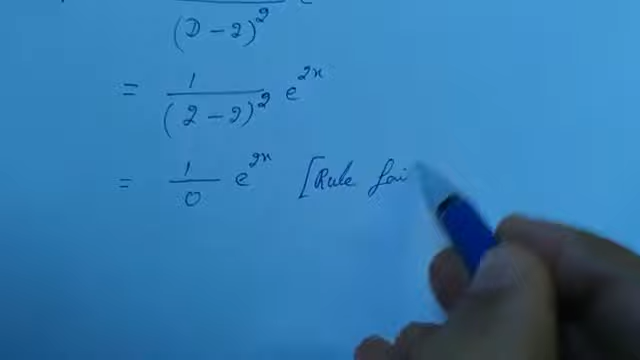 (D-2)²
= 1/(2-2)² e^2x
= 1/0 e^2x [Rule fai